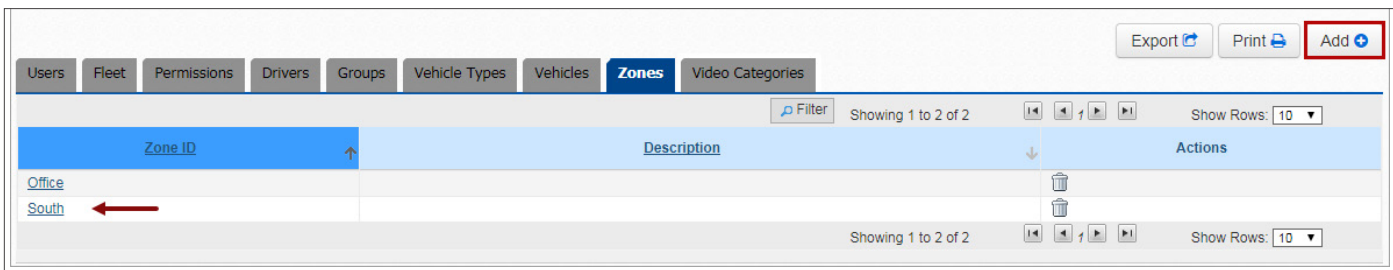 Export Print Add
Users Fleet Permissions Drivers Groups Vehicle Types Vehicles Zones Video Categories
Filter Showing 1 to 2 of 2 1 Show Rows: 10
Zone ID Description Actions
Office
South
Showing 1 to 2 of 2 1 Show Rows: 10